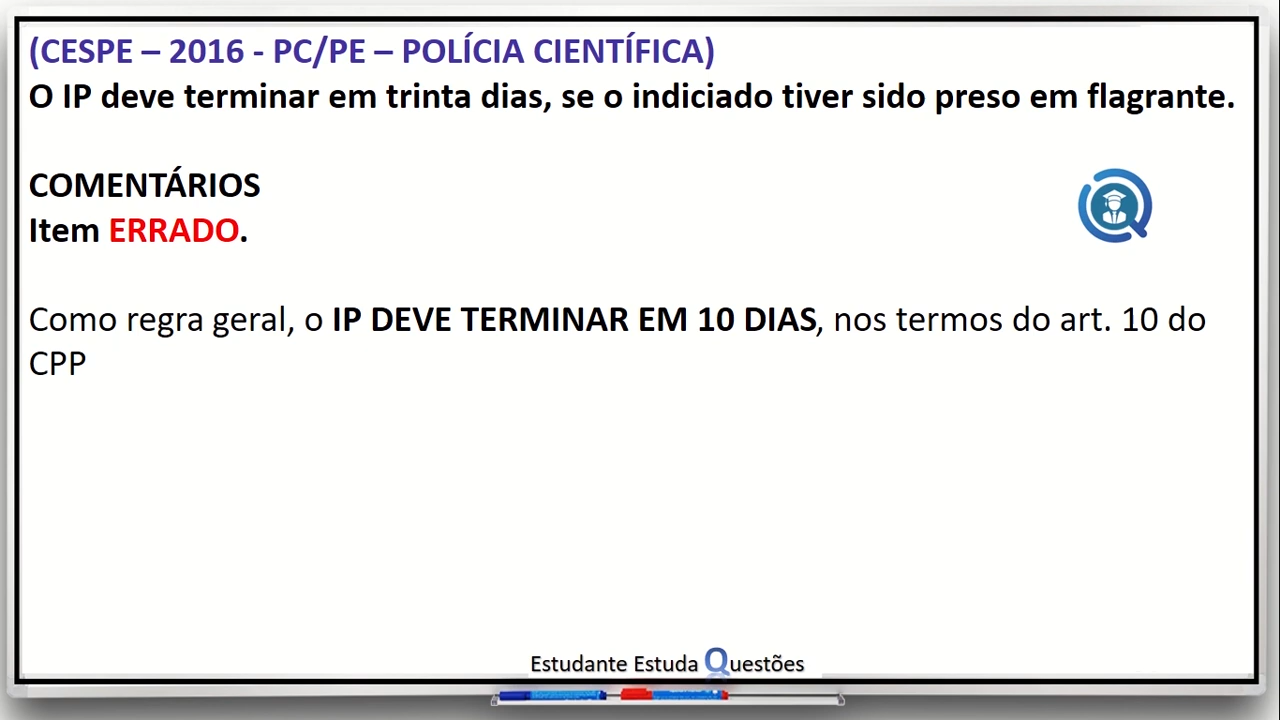 (CESPE – 2016 - PC/PE – POLÍCIA CIENTÍFICA)
O IP deve terminar em trinta dias, se o indiciado tiver sido preso em flagrante.
COMENTÁRIOS
Item ERRADO.
Como regra geral, o IP DEVE TERMINAR EM 10 DIAS, nos termos do art. 10 do
CPP
Estudante Estuda Questões